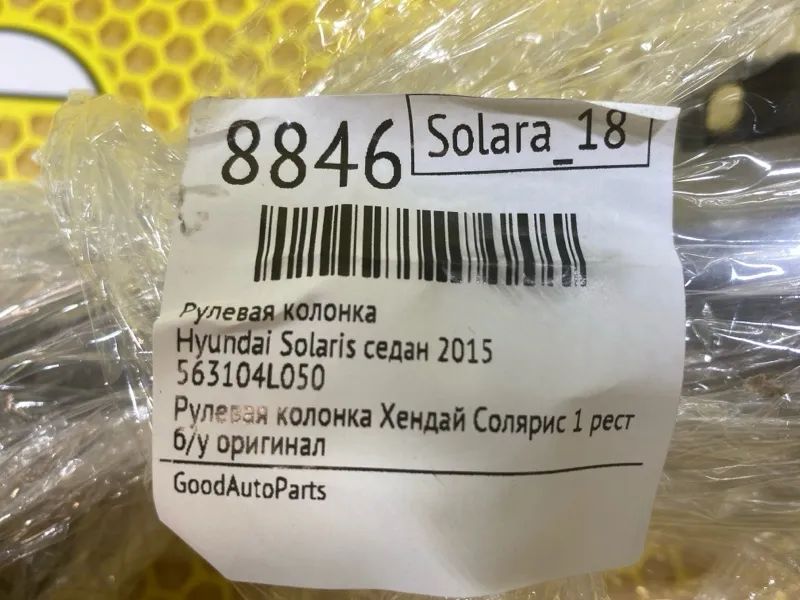 8846
Solara_18
Рулевая колонка
Hyundai Solaris седан 2015
563104L050
Рулевая колонка Хендай Солярис 1 рест
б/у оригинал
GoodAutoParts